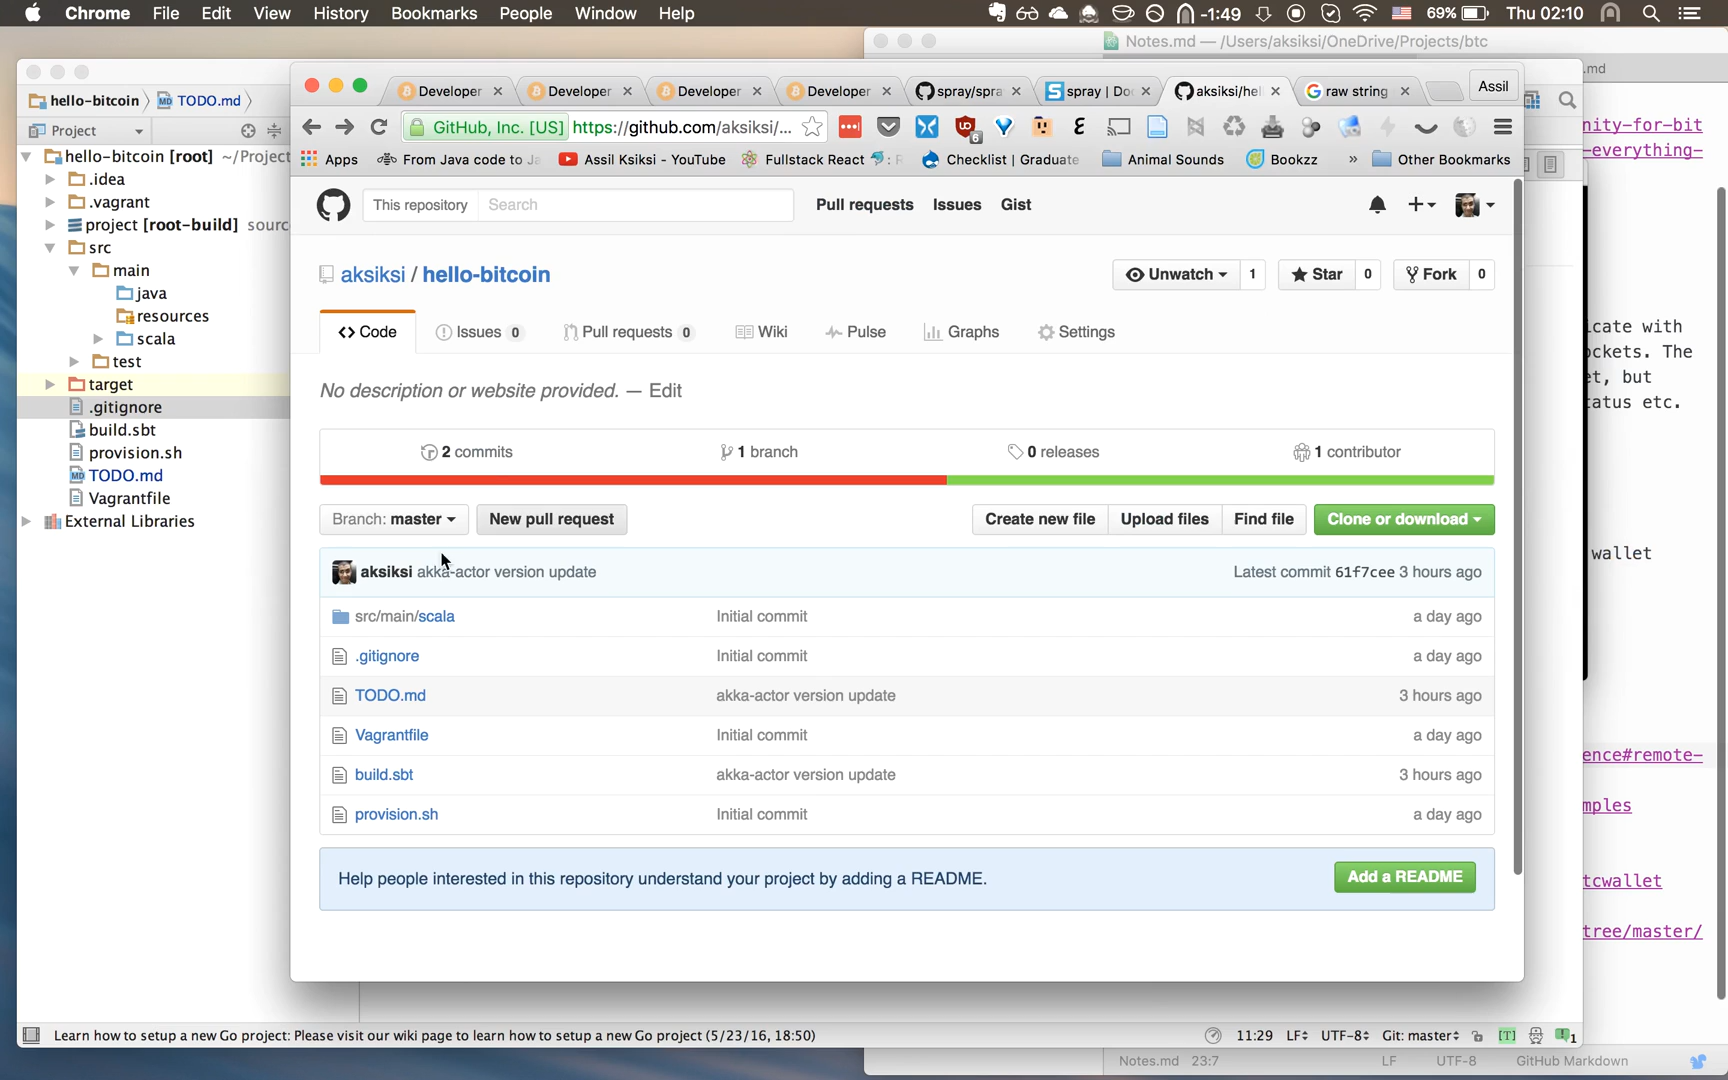 Chrome File Edit View History Bookmarks People Window Help -1:49 69% Thu 02:10
Notes.md — /Users/aksiksi/OneDrive/Projects/btc
hello-bitcoin TODO.md
Project
hello-bitcoin [root] ~/Project
.idea
.vagrant
project [root-build] sourc
src
main
java
resources
scala
test
target
.gitignore
build.sbt
provision.sh
TODO.md
Vagrantfile
External Libraries
Developer Developer Developer Developer spray/spra spray | Do aksiksi/hel raw string Assil
GitHub, Inc. [US] https://github.com/aksiksi/...
Apps From Java code to Ja Assil Ksiksi - YouTube Fullstack React Checklist | Graduate Animal Sounds Bookzz » Other Bookmarks
This repository Search Pull requests Issues Gist
aksiksi / hello-bitcoin Unwatch 1 Star 0 Fork 0
Code Issues 0 Pull requests 0 Wiki Pulse Graphs Settings
No description or website provided. — Edit
2 commits 1 branch 0 releases 1 contributor
Branch: master New pull request Create new file Upload files Find file Clone or download
aksiksi akka-actor version update Latest commit 61f7cee 3 hours ago
src/main/scala Initial commit a day ago
.gitignore Initial commit a day ago
TODO.md akka-actor version update 3 hours ago
Vagrantfile Initial commit a day ago
build.sbt akka-actor version update 3 hours ago
provision.sh Initial commit a day ago
Help people interested in this repository understand your project by adding a README. Add a README
.md
nity-for-bit
-everything-
icate with
ockets. The
et, but
tatus etc.
wallet
ence#remote-
mples
tcwallet
tree/master/
Learn how to setup a new Go project: Please visit our wiki page to learn how to setup a new Go project (5/23/16, 18:50) 11:29 LF UTF-8 Git: master [T] 1
Notes.md 23:7 LF UTF-8 GitHub Markdown